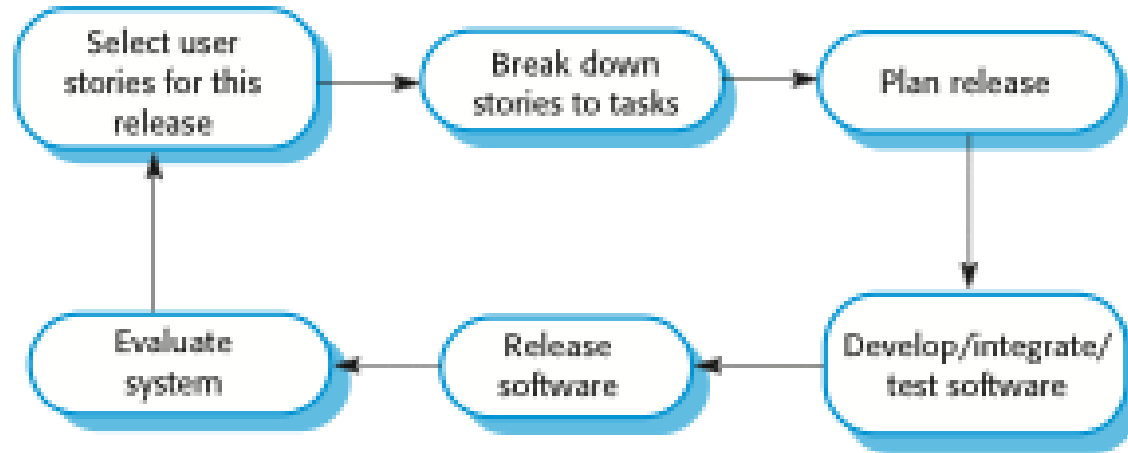 Select user
stories for this
release
Break down
stories to tasks
Plan release
Evaluate
system
Release
software
Develop/integrate/
test software